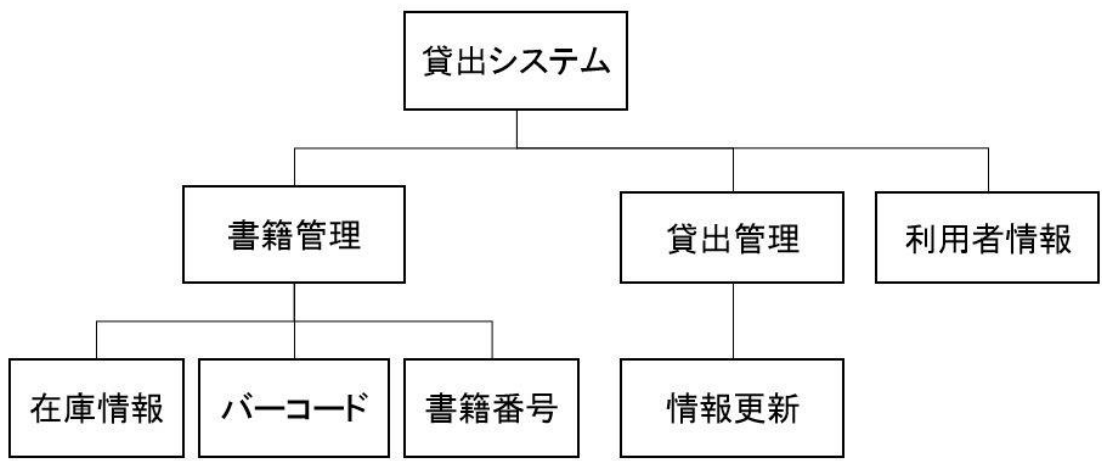 貸出システム
書籍管理
貸出管理
利用者情報
在庫情報
バーコード
書籍番号
情報更新